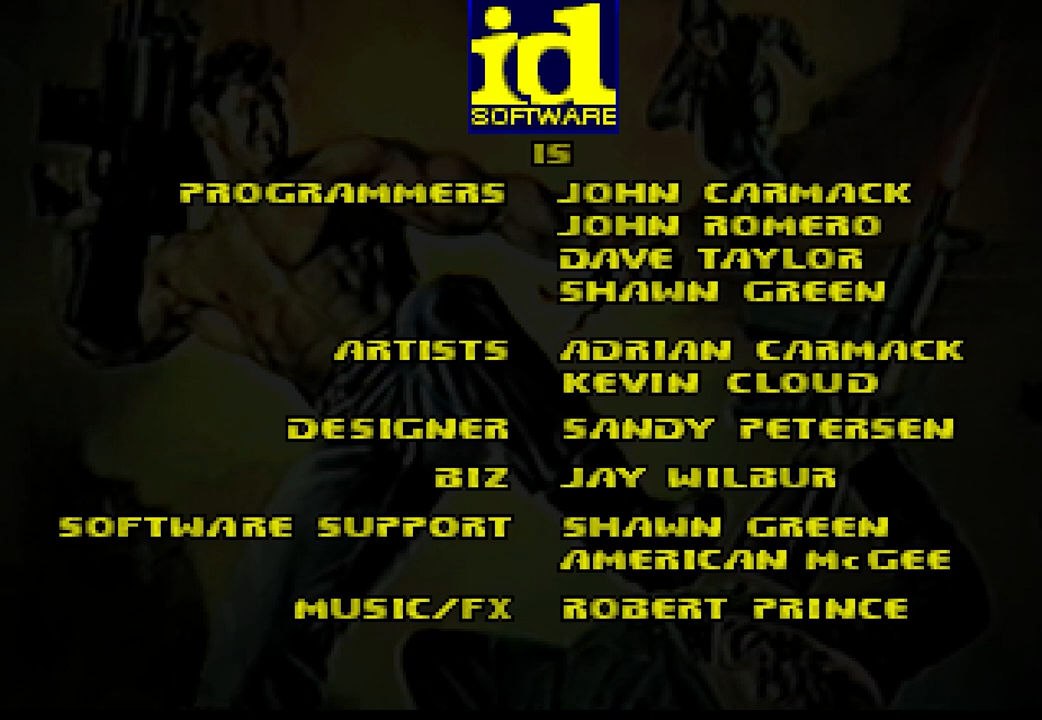 id
SOFTWARE
IS
PROGRAMMERS JOHN CARMACK
JOHN ROMERO
DAVE TAYLOR
SHAWN GREEN
ARTISTS ADRIAN CARMACK
KEVIN CLOUD
DESIGNER SANDY PETERSEN
BIZ JAY WILBUR
SOFTWARE SUPPORT SHAWN GREEN
AMERICAN McGEE
MUSIC/FX ROBERT PRINCE